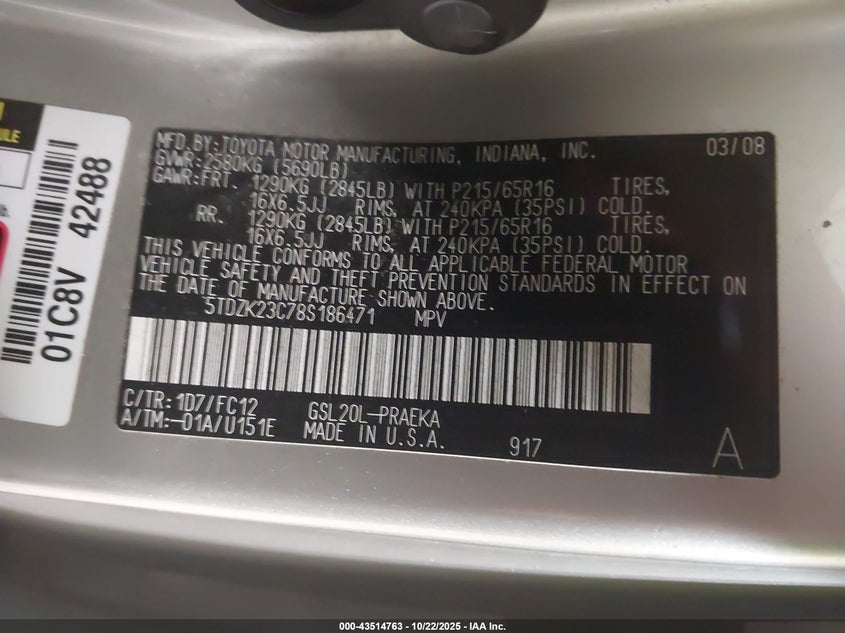 MFD. BY: TOYOTA MOTOR MANUFACTURING, INDIANA, INC. 03/08
GVWR: 2580KG (5690LB)
GAWR: FRT. 1290KG (2845LB) WITH P215/65R16 TIRES,
16X6.5JJ RIMS, AT 240KPA (35PSI) COLD.
RR. 1290KG (2845LB) WITH P215/65R16 TIRES,
16X6.5JJ RIMS, AT 240KPA (35PSI) COLD.
THIS VEHICLE CONFORMS TO ALL APPLICABLE FEDERAL MOTOR
VEHICLE SAFETY AND THEFT PREVENTION STANDARDS IN EFFECT ON
THE DATE OF MANUFACTURE SHOWN ABOVE.
5TDZK23C78S186471 MPV
C/TR: 1D7/FC12 GSL20L-PRAEKA
A/TM: -01A/U151E MADE IN U.S.A. 917 A
01C8V 42488
000-43514763 - 10/22/2025 - IAA Inc.